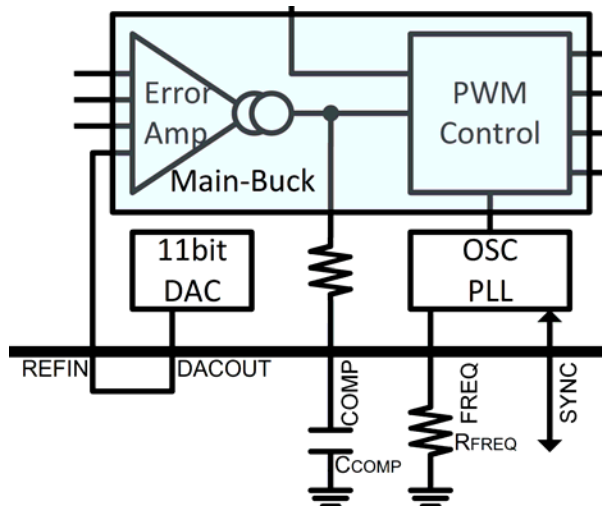 Error
Amp
PWM
Control
Main-Buck
11bit
DAC
OSC
PLL
REFIN
DACOUT
COMP
FREQ
SYNC
CCOMP
RFREQ